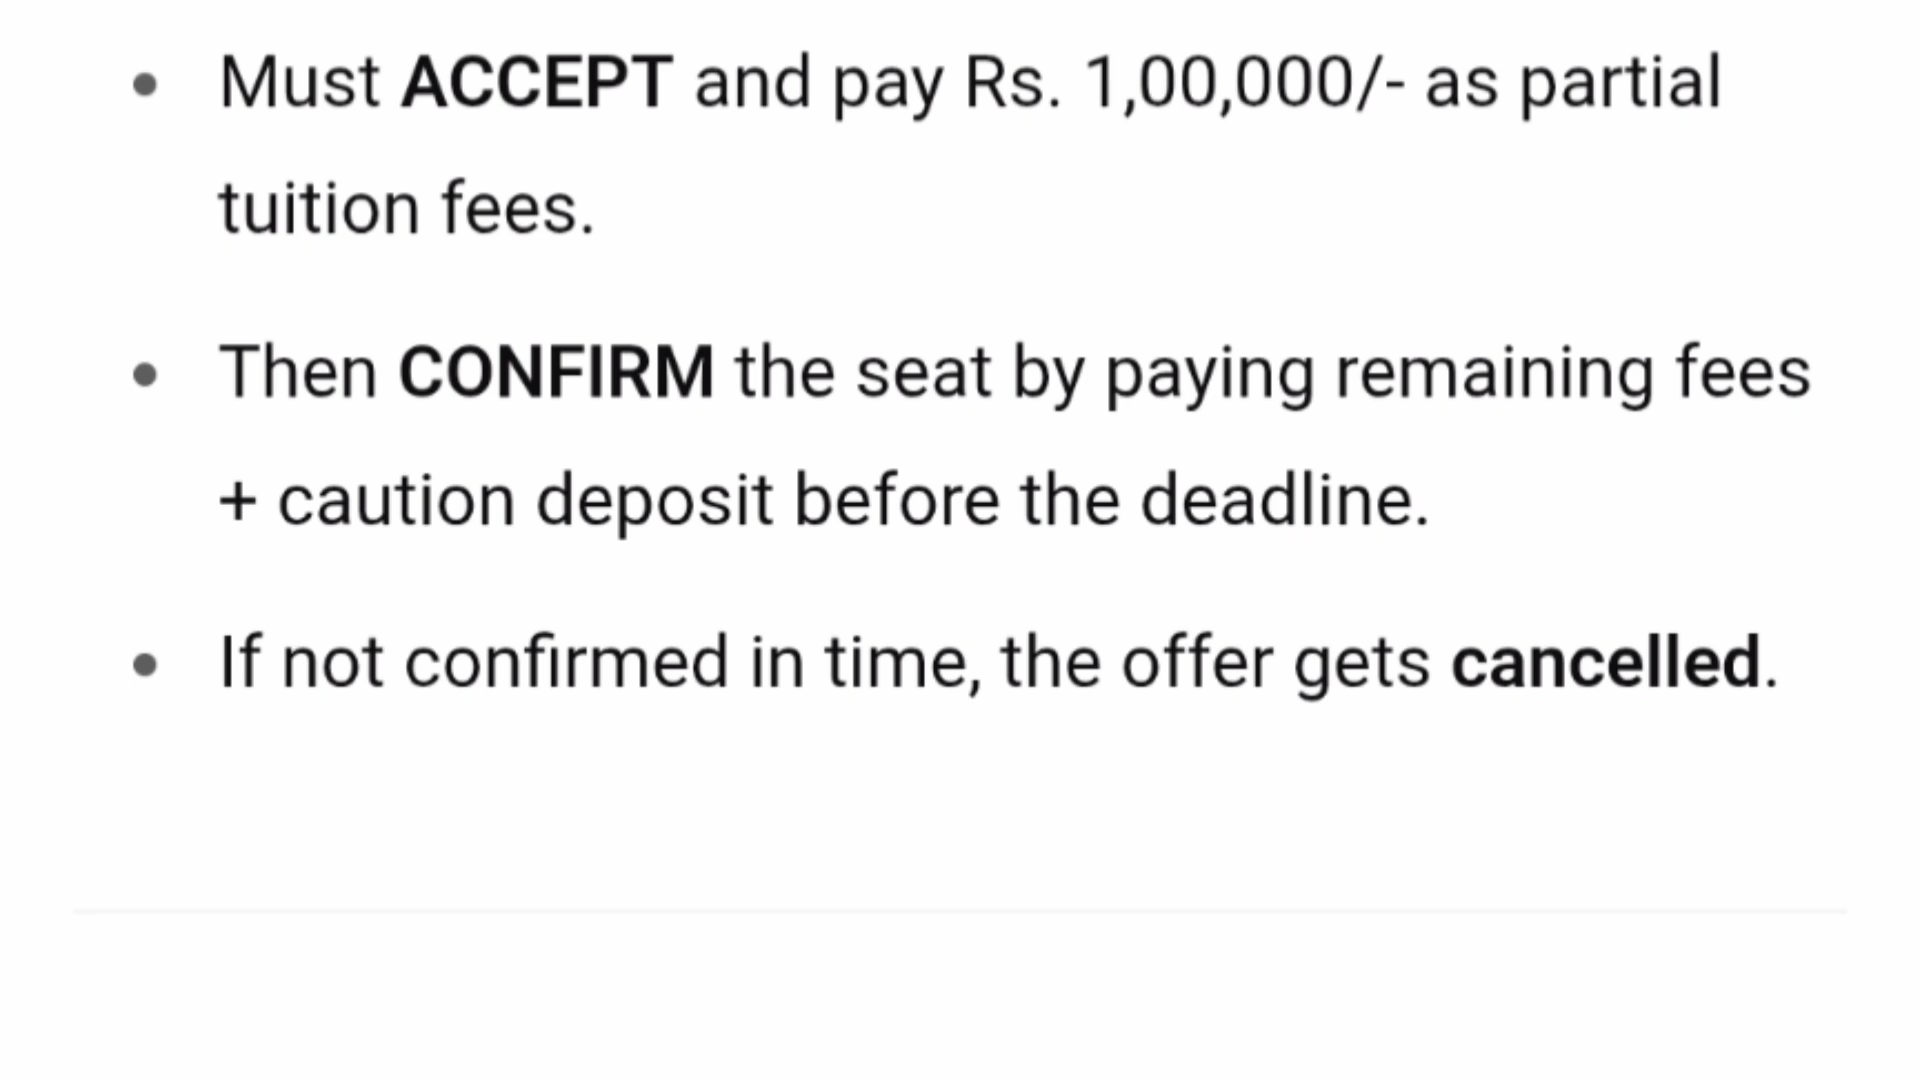 Must ACCEPT and pay Rs. 1,00,000/- as partial
tuition fees.
Then CONFIRM the seat by paying remaining fees
+ caution deposit before the deadline.
If not confirmed in time, the offer gets cancelled.